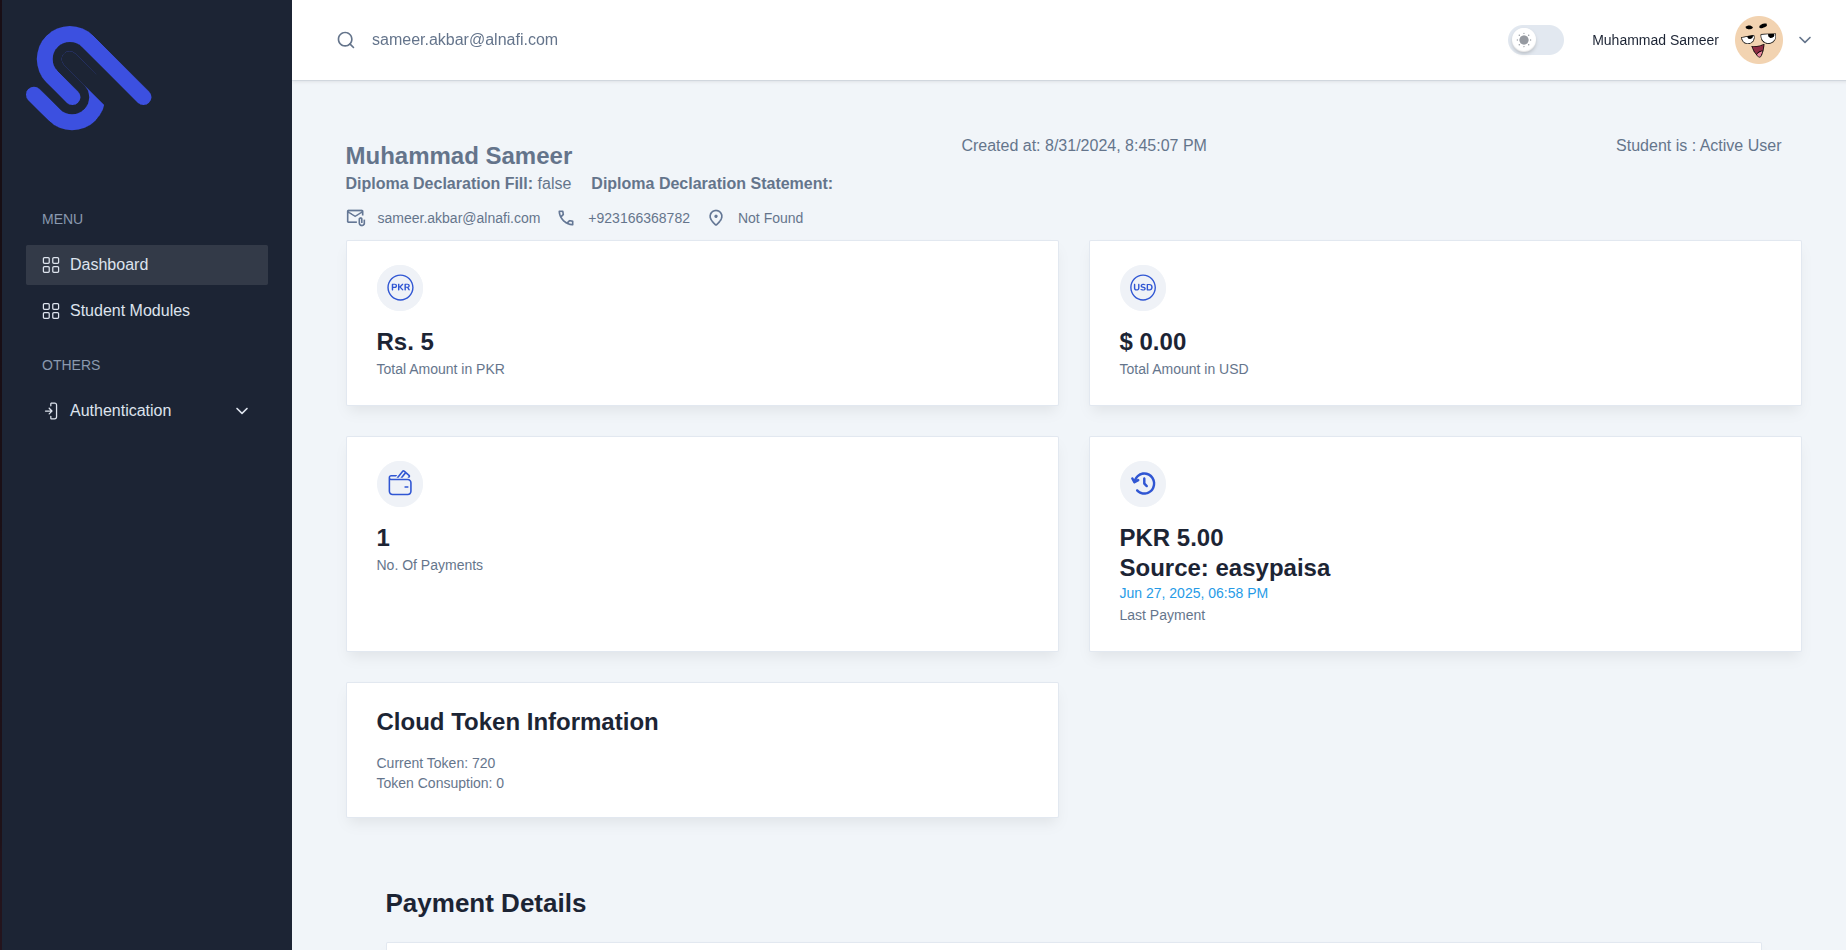 sameer.akbar@alnafi.com
Muhammad Sameer
MENU
Dashboard
Student Modules
OTHERS
Authentication
Muhammad Sameer
Created at: 8/31/2024, 8:45:07 PM
Student is : Active User
Diploma Declaration Fill: false Diploma Declaration Statement:
sameer.akbar@alnafi.com +923166368782 Not Found
PKR
Rs. 5
Total Amount in PKR
USD
$ 0.00
Total Amount in USD
1
No. Of Payments
PKR 5.00
Source: easypaisa
Jun 27, 2025, 06:58 PM
Last Payment
Cloud Token Information
Current Token: 720
Token Consuption: 0
Payment Details